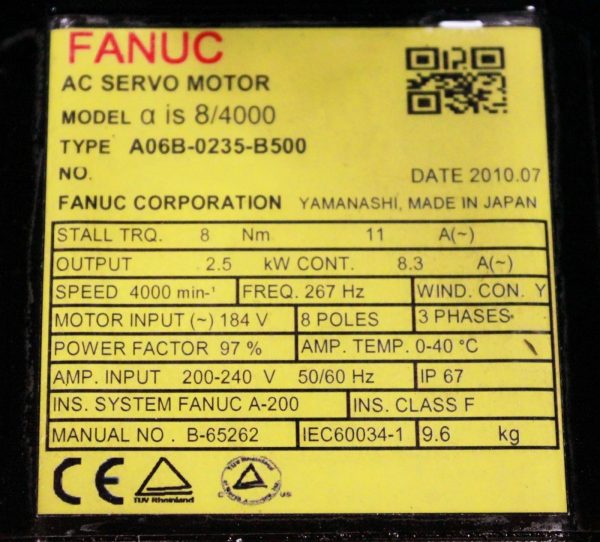 FANUC
AC SERVO MOTOR
MODEL α is 8/4000
TYPE A06B-0235-B500
NO.
DATE 2010.07
FANUC CORPORATION YAMANASHI, MADE IN JAPAN
STALL TRQ. 8 Nm 11 A(~)
OUTPUT 2.5 kW CONT. 8.3 A(~)
SPEED 4000 min-¹ FREQ. 267 Hz WIND. CON. Y
MOTOR INPUT (~) 184 V 8 POLES 3 PHASES
POWER FACTOR 97 % AMP. TEMP. 0-40 °C
AMP. INPUT 200-240 V 50/60 Hz IP 67
INS. SYSTEM FANUC A-200 INS. CLASS F
MANUAL NO. B-65262 IEC60034-1 9.6 kg
CE
TÜV Rheinland
TÜV Rheinland
C US